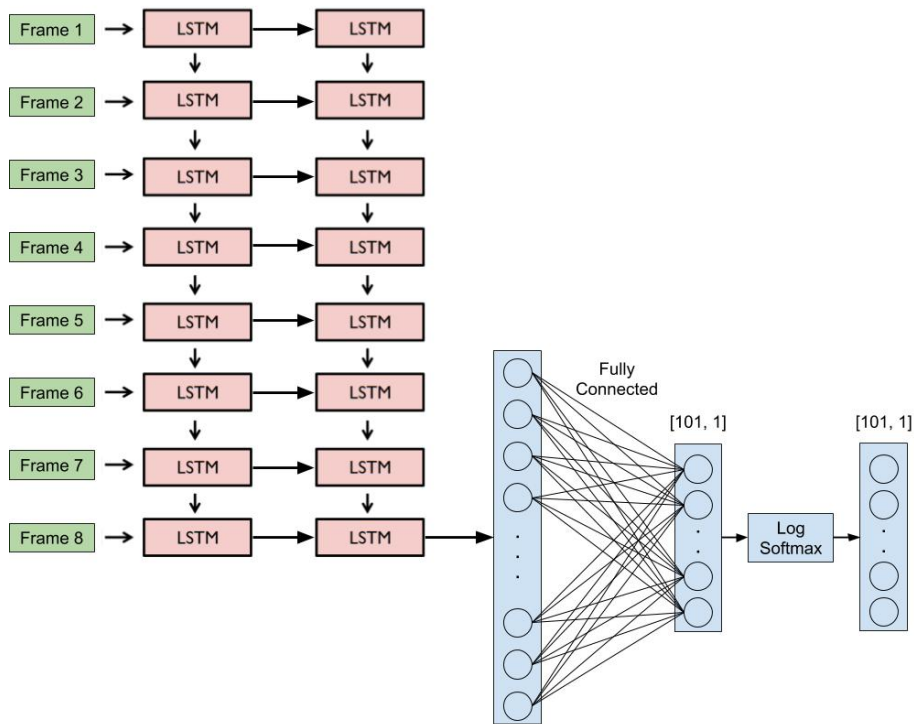 Frame 1 LSTM LSTM
Frame 2 LSTM LSTM
Frame 3 LSTM LSTM
Frame 4 LSTM LSTM
Frame 5 LSTM LSTM
Frame 6 LSTM LSTM
Frame 7 LSTM LSTM
Frame 8 LSTM LSTM
Fully
Connected
[101, 1]
Log
Softmax
[101, 1]